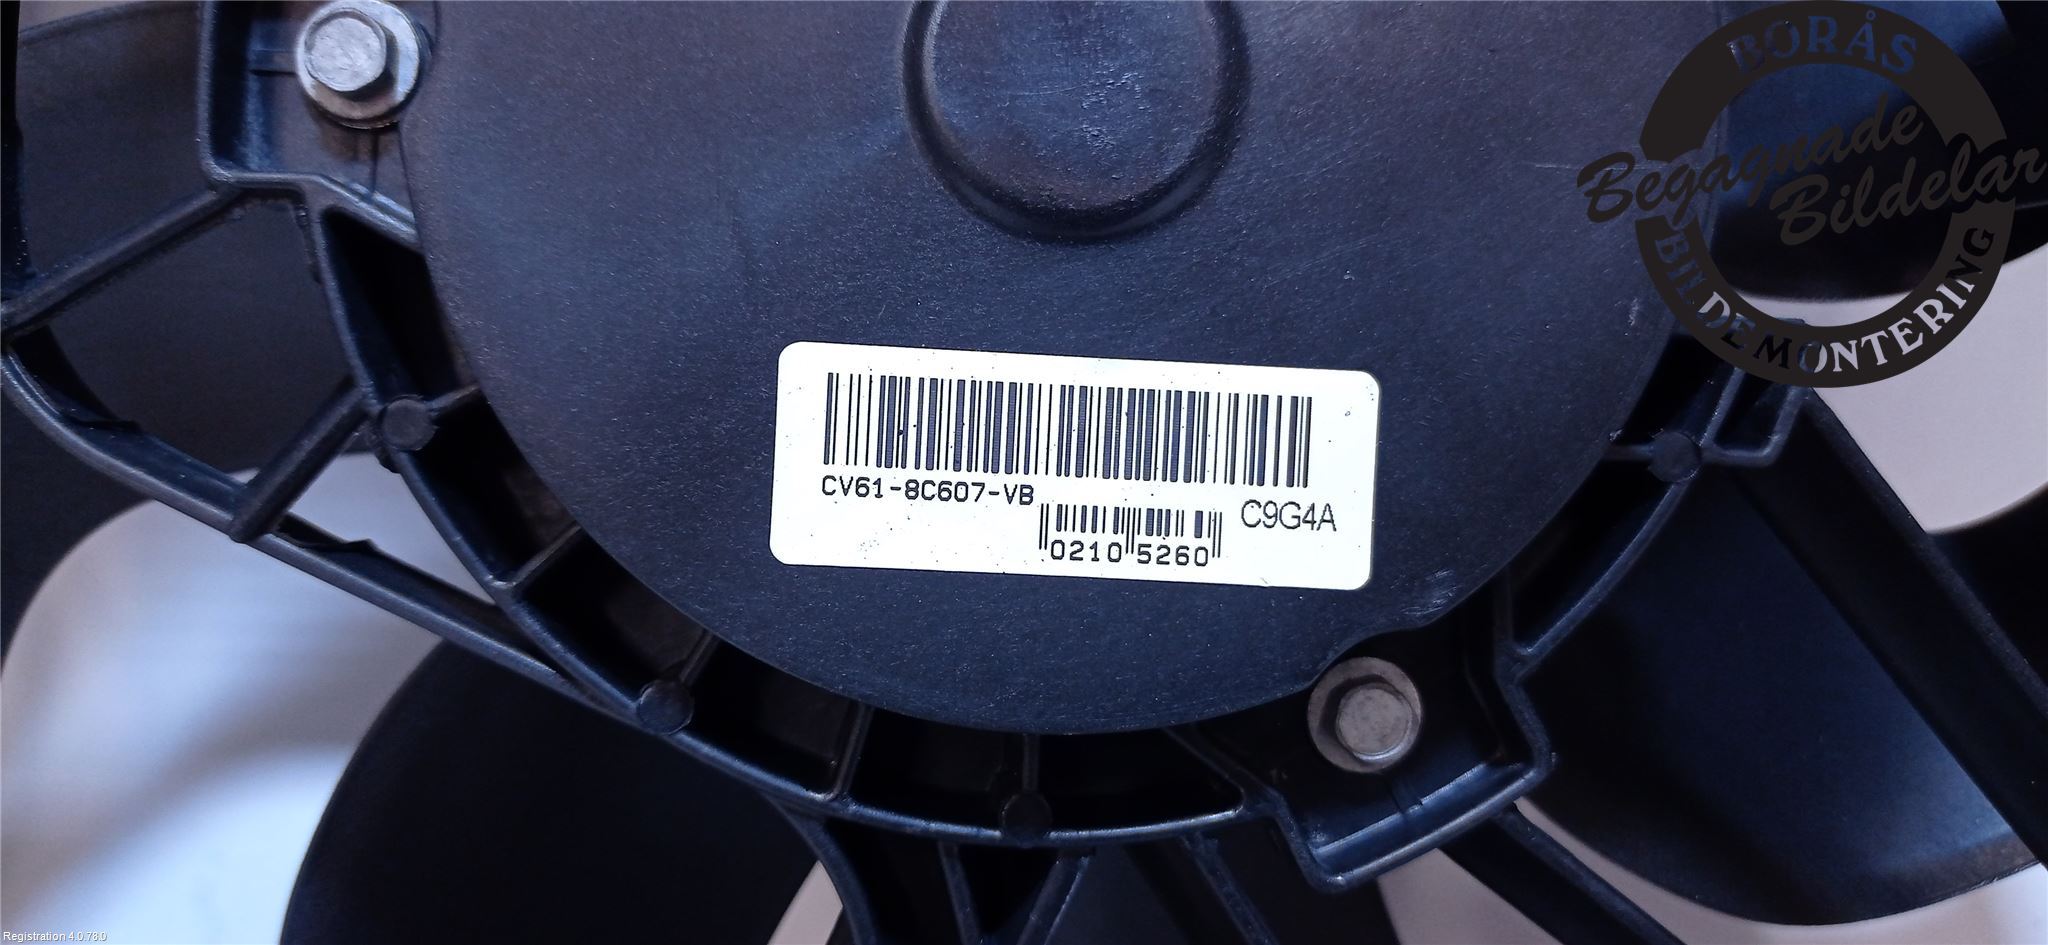 BORÅS
Begagnade
Bildelar
BILDEMONTERING
CV61-8C607-VB
C9G4A
0210 5260
Registration 4.0.78.0